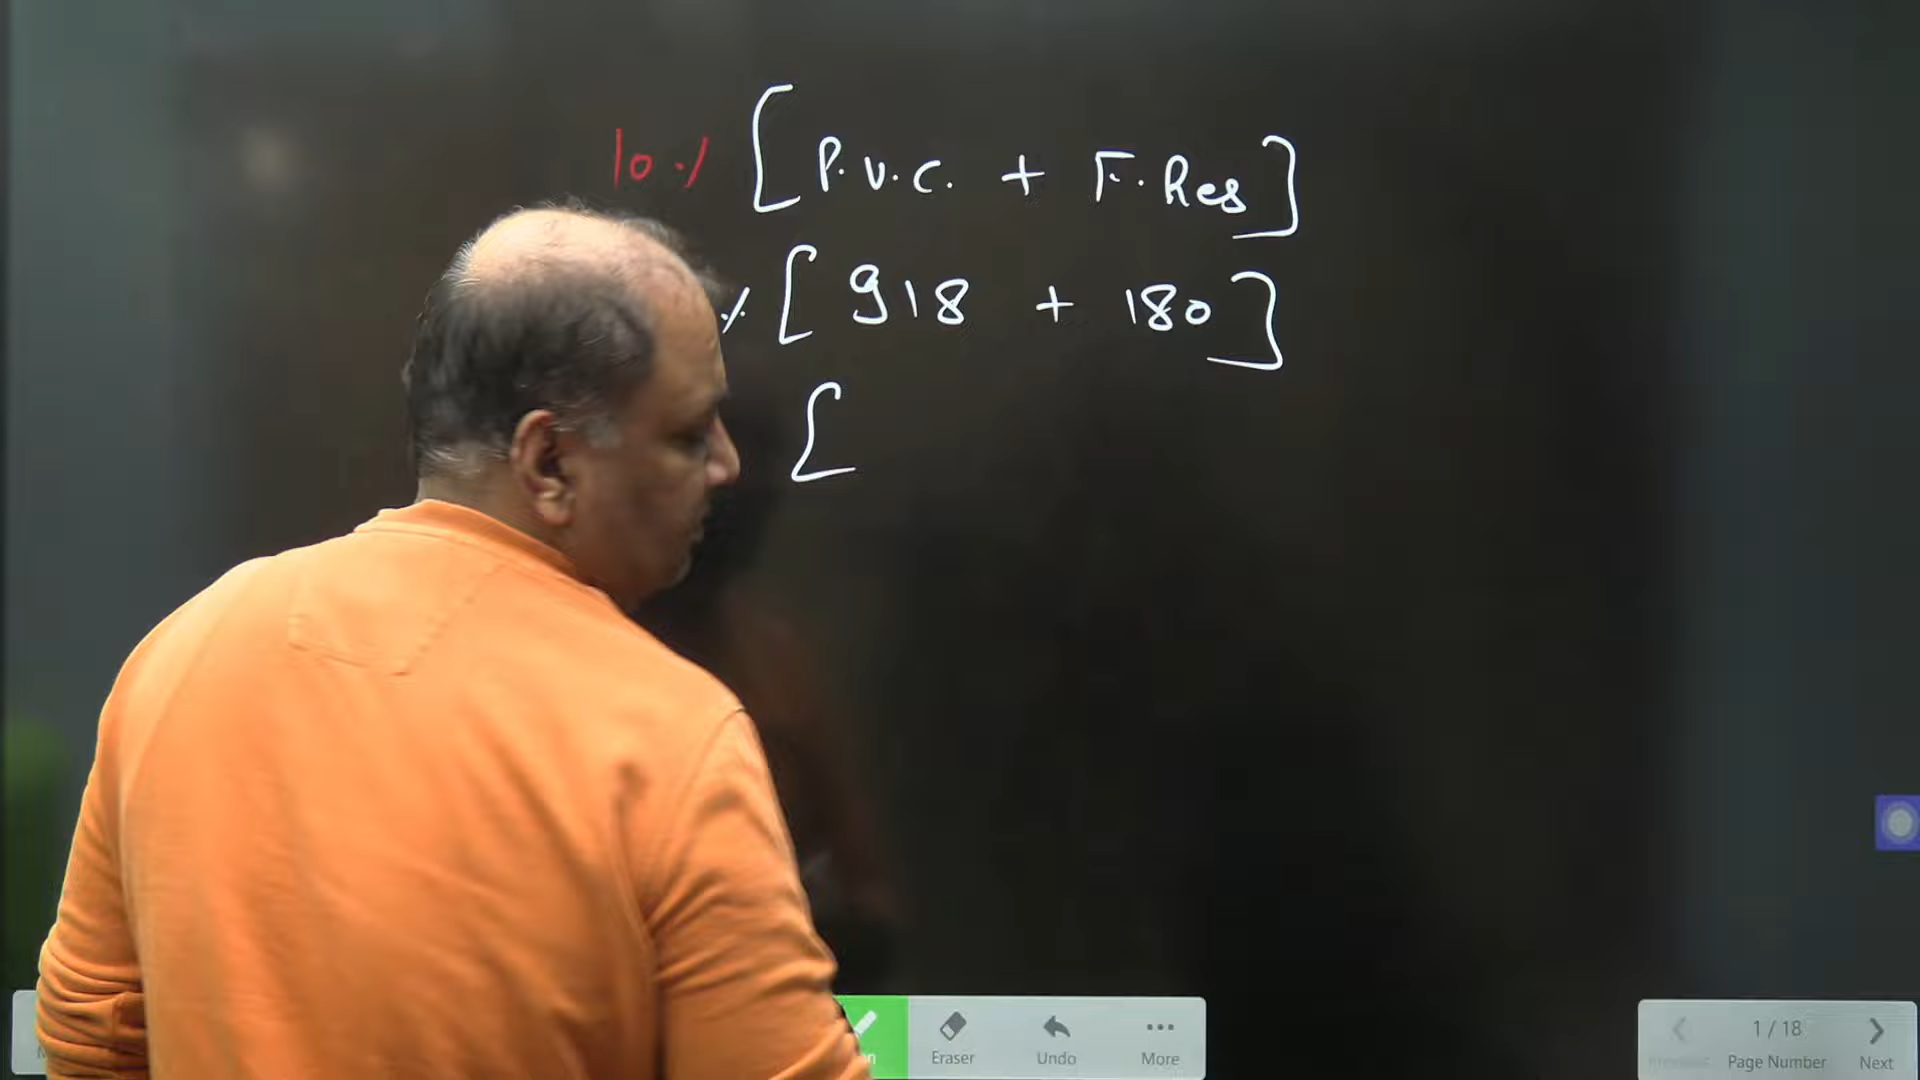 10 % [P.V.C. + F.Res]
% [918 + 180]
[
Eraser
Undo
More
1 / 18
Page Number
Next